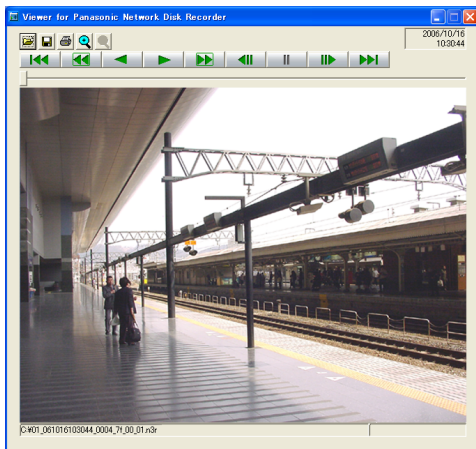 Viewer for Panasonic Network Disk Recorder
2006/10/16
10:30:44
C:¥01_061016103044_0004_7f_00_01.n3r